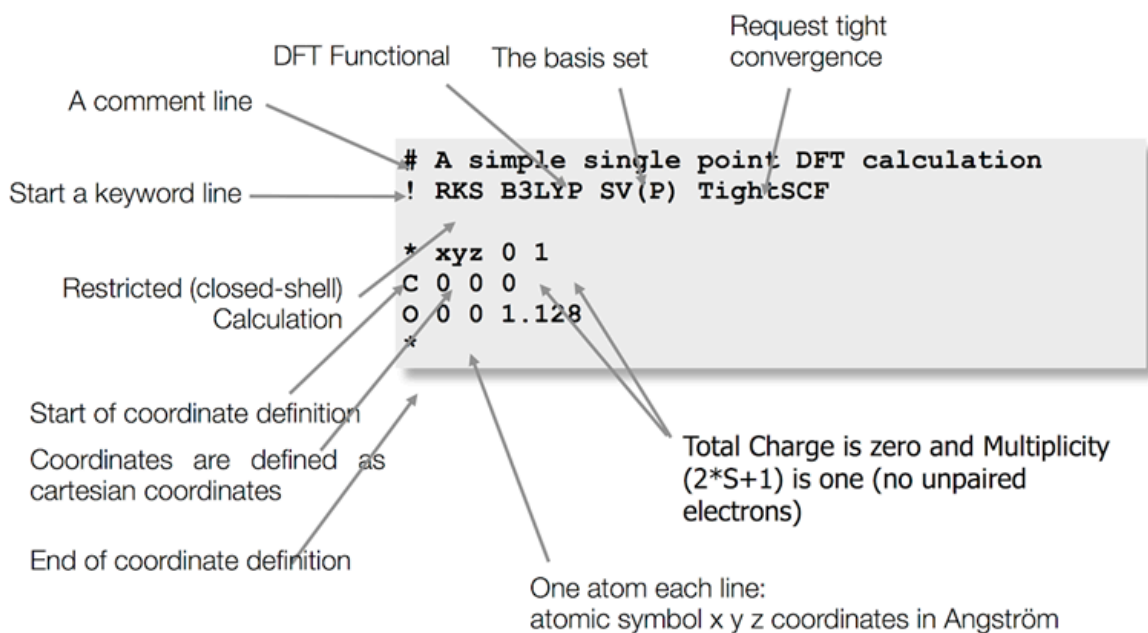 Request tight
convergence
DFT Functional
The basis set
A comment line
# A simple single point DFT calculation
Start a keyword line
! RKS B3LYP SV(P) TightSCF
* xyz 0 1
Restricted (closed-shell)
Calculation
C 0 0 0
O 0 0 1.128
*
Start of coordinate definition
Coordinates are defined as
cartesian coordinates
Total Charge is zero and Multiplicity
(2*S+1) is one (no unpaired
electrons)
End of coordinate definition
One atom each line:
atomic symbol x y z coordinates in Angström